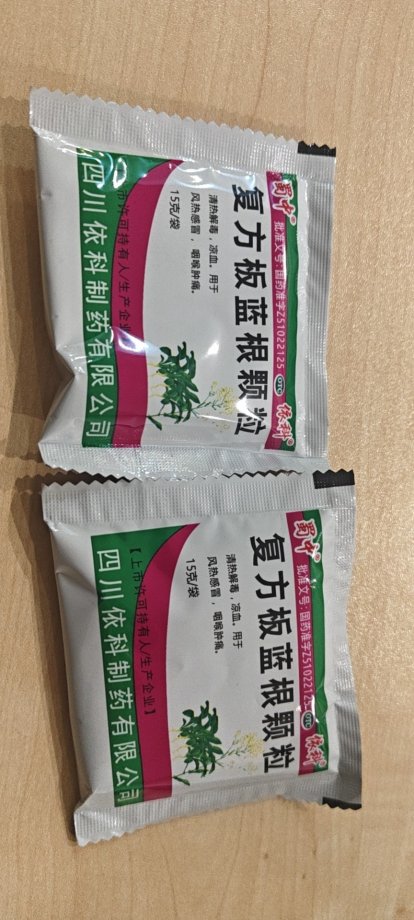 蜀中
批准文号:国药准字Z51022125
OTC
依科
复方板蓝根颗粒
清热解毒,凉血。用于
风热感冒,咽喉肿痛。
15克/袋
市许可持有人/生产企业
四川依科制药有限公司
蜀中
批准文号:国药准字Z5102212
OTC
依科
复方板蓝根颗粒
清热解毒,凉血。用于
风热感冒,咽喉肿痛。
15克/袋
【上市许可持有人/生产企业】
四川依科制药有限公司